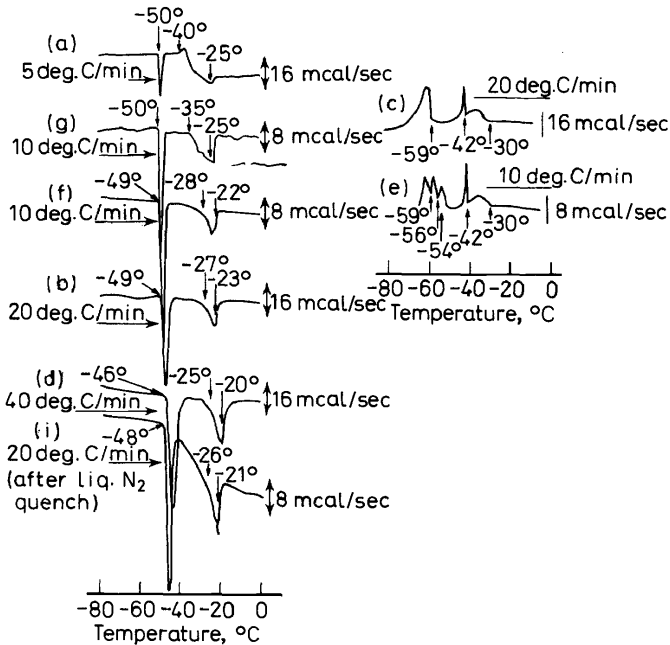 -50°
-40°
(a)
-25°
5 deg.C/min
16 mcal/sec
-50°
-35°
(g)
-25°
10 deg.C/min
8 mcal/sec
-49°
-28°
(f)
-22°
10 deg.C/min
8 mcal/sec
-49°
-27°
(b)
-23°
20 deg.C/min
16 mcal/sec
-46°
-25°
(d)
-20°
40 deg.C/min
16 mcal/sec
(i)
-48°
20 deg. C/min
-26°
(after liq. N2
-21°
quench)
8 mcal/sec
-80 -60 -40 -20 0
Temperature, °C
20 deg.C/min
(c)
16 mcal/sec
-59° -42° -30°
10 deg.C/min
(e)
8 mcal/sec
-59°
-30°
-56°
-42°
-54°
-80 -60 -40 -20 0
Temperature, °C